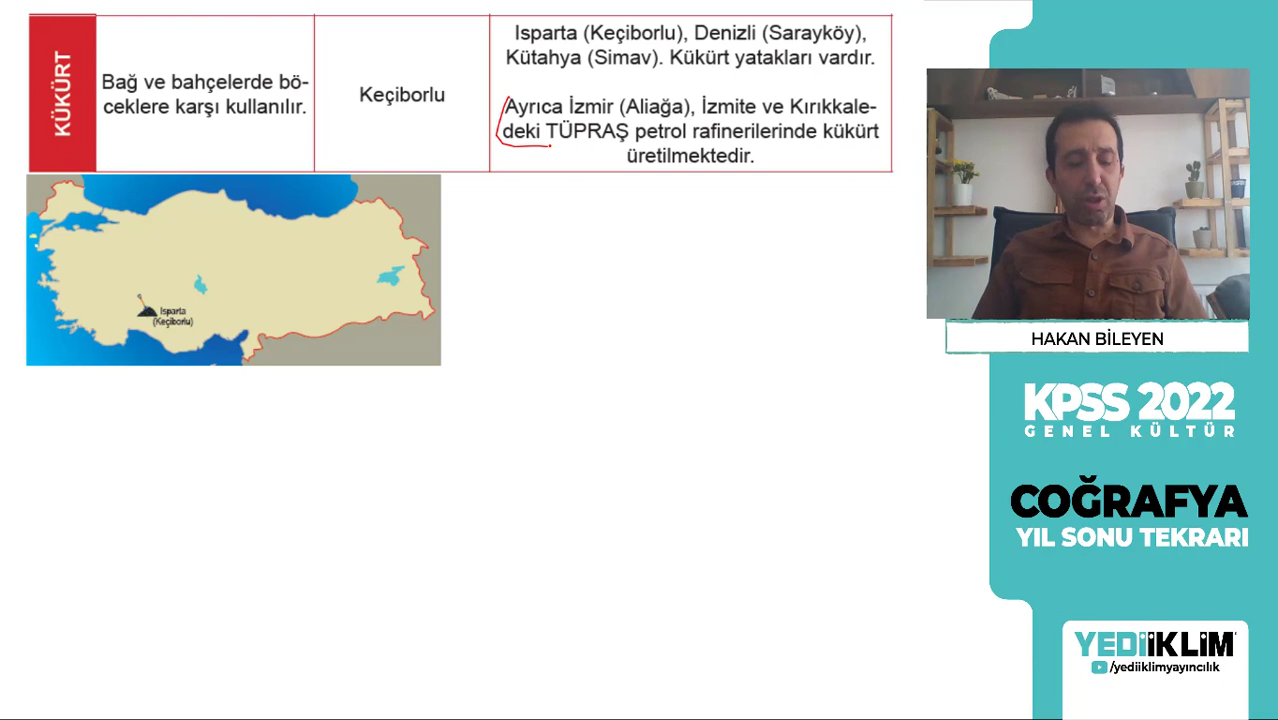 KÜKÜRT
Bağ ve bahçelerde bö-
ceklere karşı kullanılır.
Keçiborlu
Isparta (Keçiborlu), Denizli (Sarayköy),
Kütahya (Simav). Kükürt yatakları vardır.
Ayrıca İzmir (Aliağa), İzmite ve Kırıkkale-
deki TÜPRAŞ petrol rafinerilerinde kükürt
üretilmektedir.
Isparta
(Keçiborlu)
HAKAN BİLEYEN
KPSS 2022
GENEL KÜLTÜR
COĞRAFYA
YIL SONU TEKRARI
YEDİİKLİM
/yediiklimyayıncılık